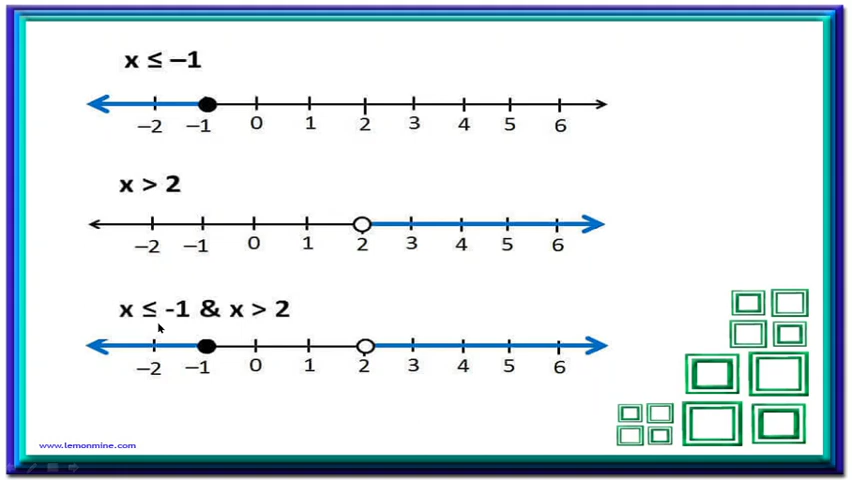 x ≤ –1
–2 –1 0 1 2 3 4 5 6
x > 2
–2 –1 0 1 2 3 4 5 6
x ≤ -1 & x > 2
–2 –1 0 1 2 3 4 5 6
www.lemonmine.com